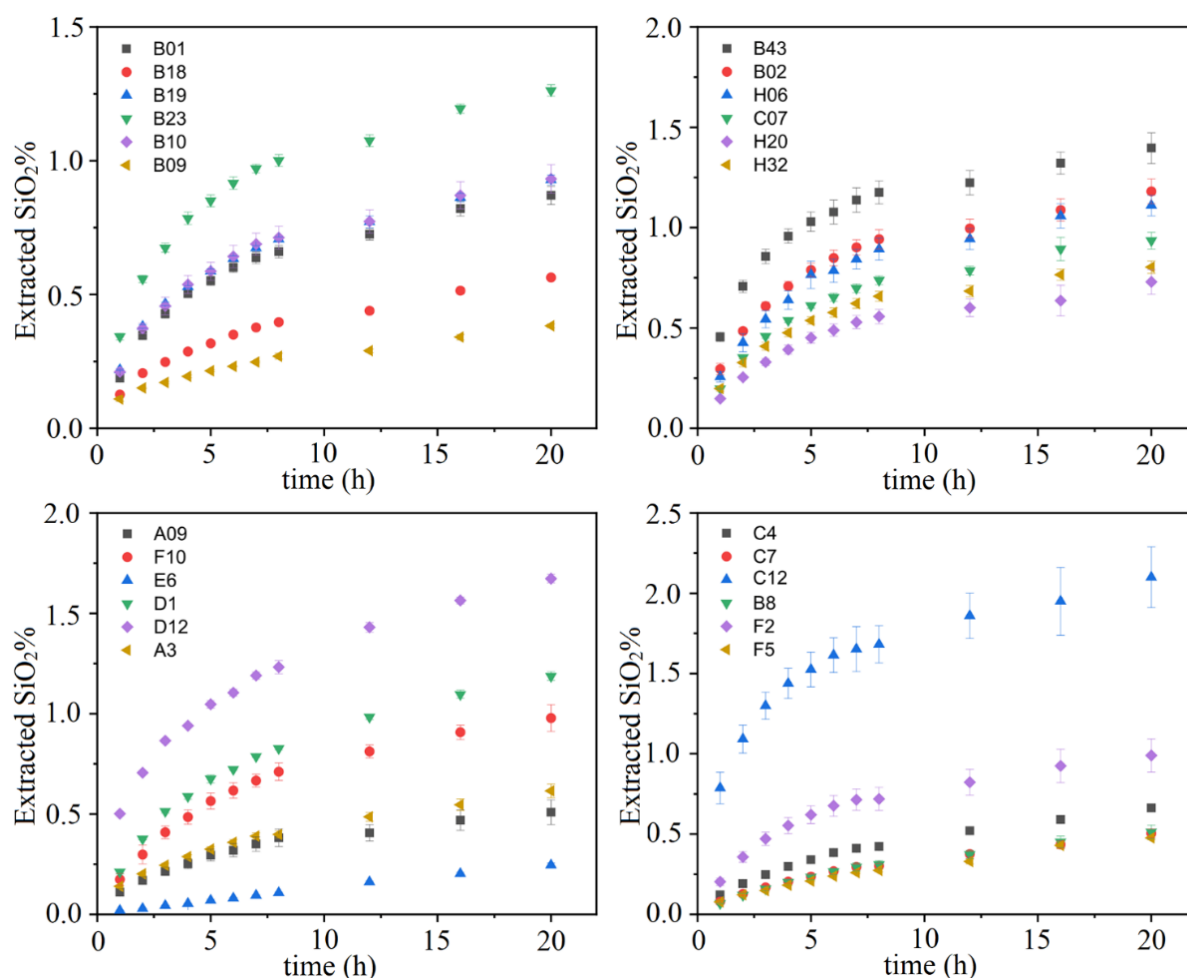 Extracted SiO₂%
1.5
1.0
0.5
0.0
B01
B18
B19
B23
B10
B09
0 5 10 15 20
time (h)
Extracted SiO₂%
2.0
1.5
1.0
0.5
0.0
B43
B02
H06
C07
H20
H32
0 5 10 15 20
time (h)
Extracted SiO₂%
2.0
1.5
1.0
0.5
0.0
A09
F10
E6
D1
D12
A3
0 5 10 15 20
time (h)
Extracted SiO₂%
2.5
2.0
1.5
1.0
0.5
0.0
C4
C7
C12
B8
F2
F5
0 5 10 15 20
time (h)